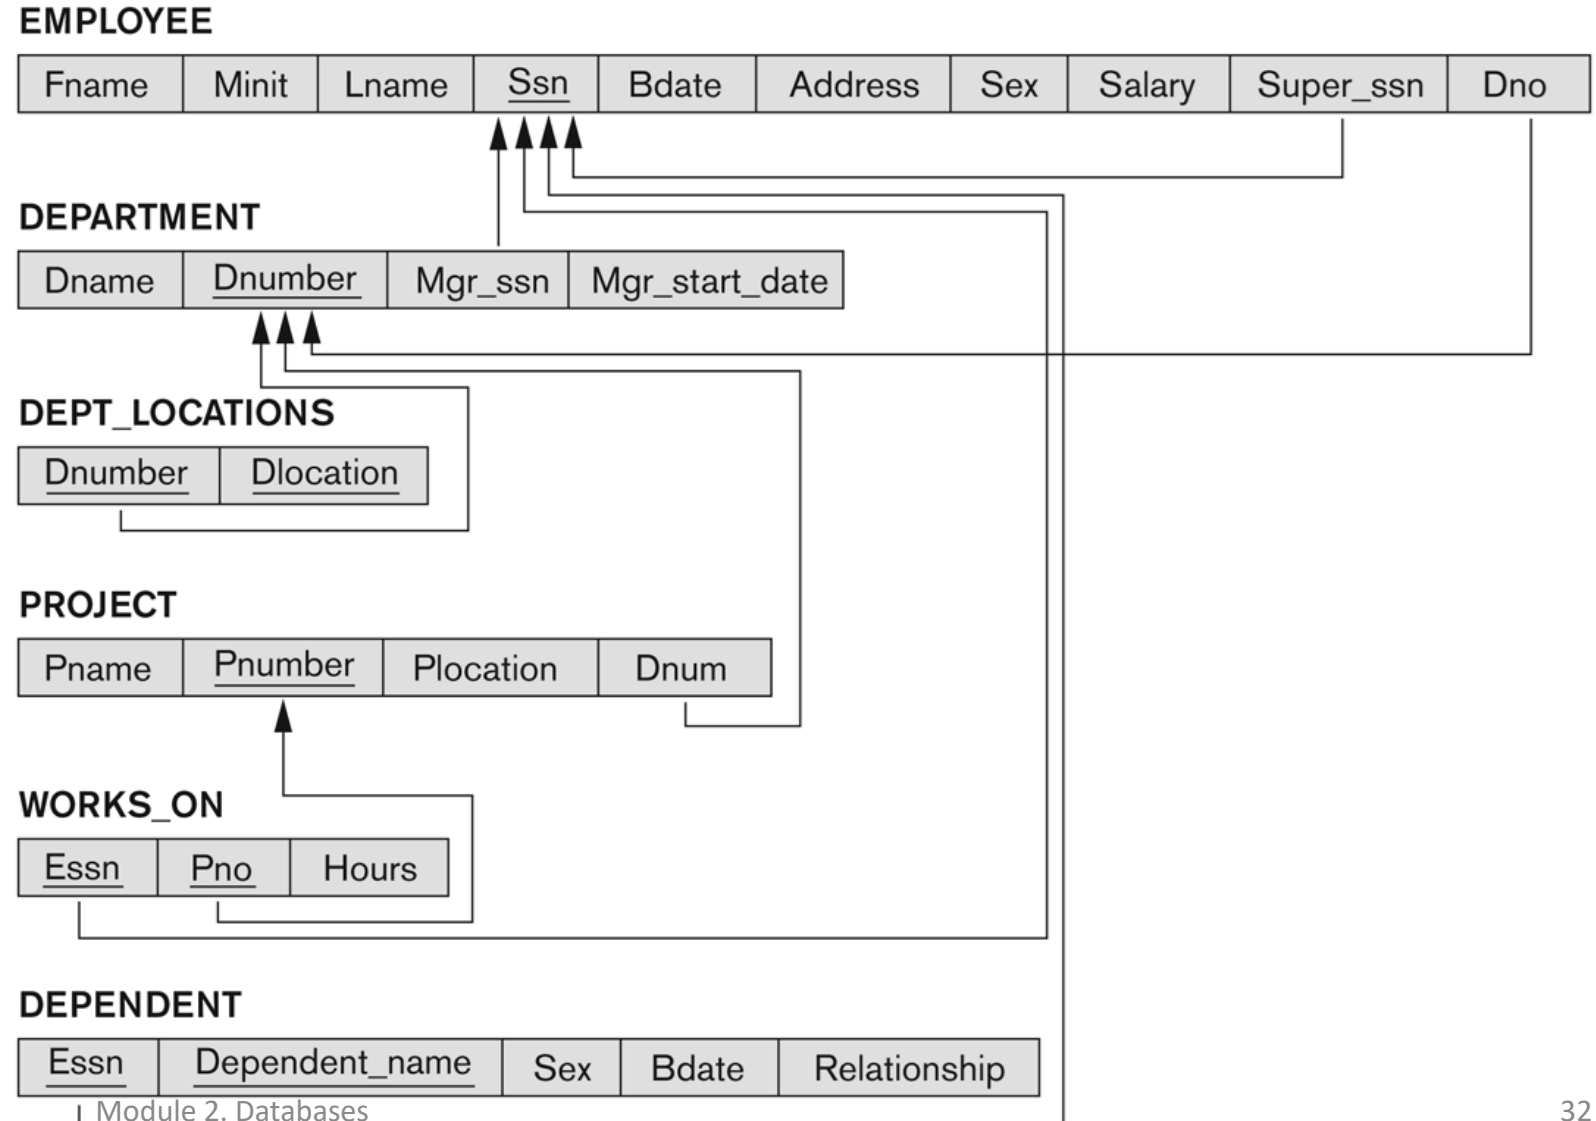 EMPLOYEE
Fname Minit Lname Ssn Bdate Address Sex Salary Super_ssn Dno
DEPARTMENT
Dname Dnumber Mgr_ssn Mgr_start_date
DEPT_LOCATIONS
Dnumber Dlocation
PROJECT
Pname Pnumber Plocation Dnum
WORKS_ON
Essn Pno Hours
DEPENDENT
Essn Dependent_name Sex Bdate Relationship
Module 2. Databases 32